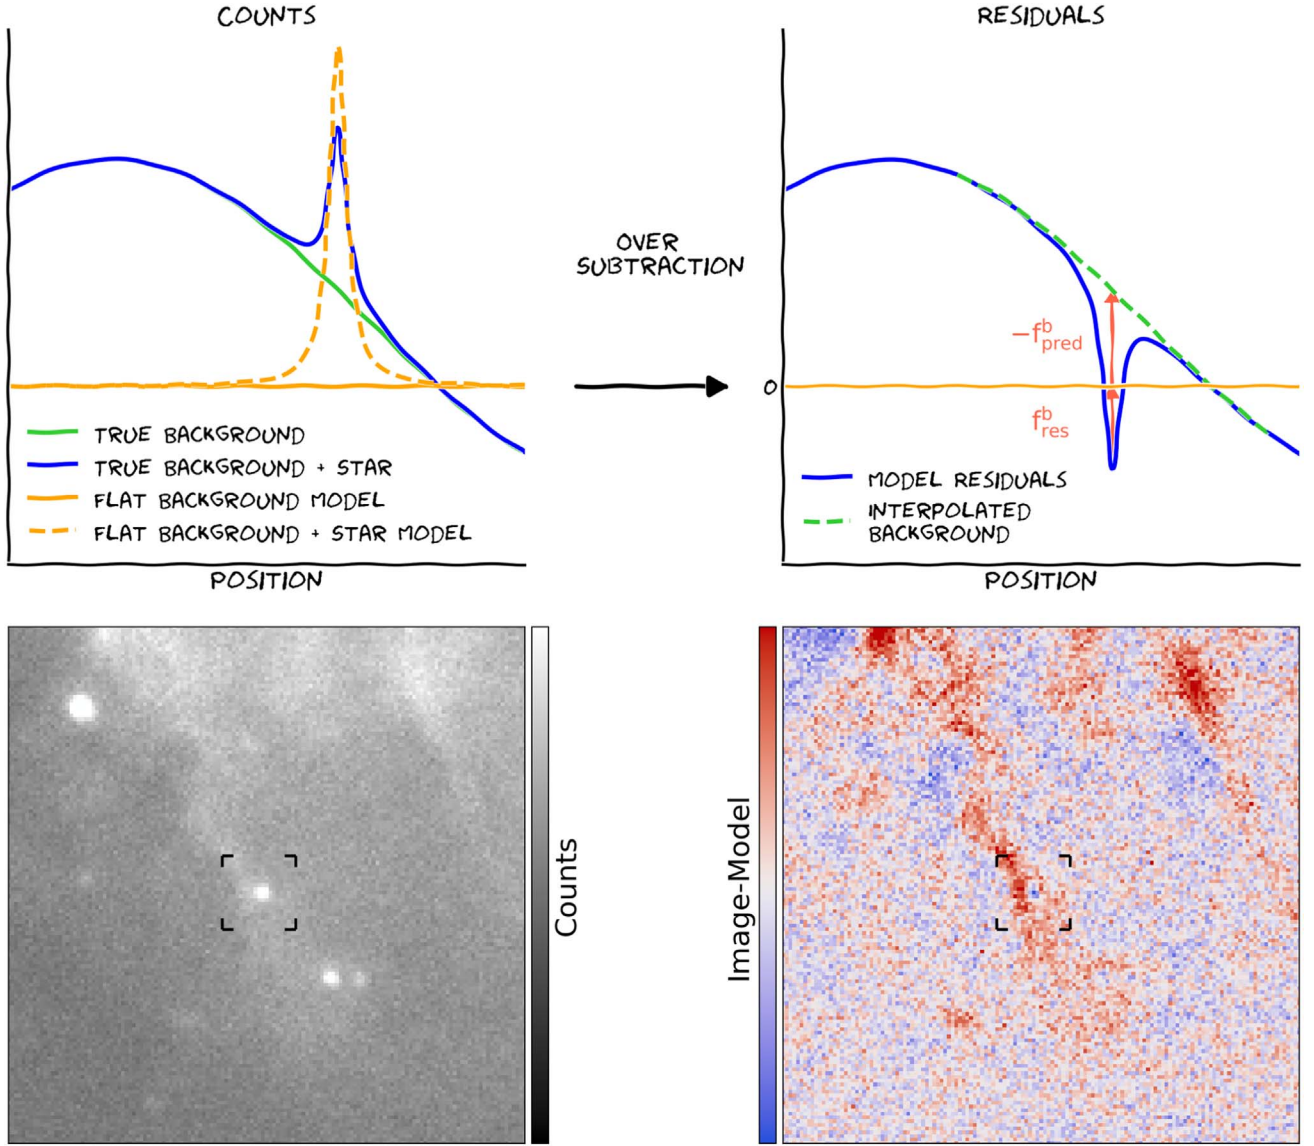 COUNTS
TRUE BACKGROUND
TRUE BACKGROUND + STAR
FLAT BACKGROUND MODEL
FLAT BACKGROUND + STAR MODEL
POSITION
OVER
SUBTRACTION
RESIDUALS
0
−f^b_pred
f^b_res
MODEL RESIDUALS
INTERPOLATED
BACKGROUND
POSITION
Counts
Image-Model